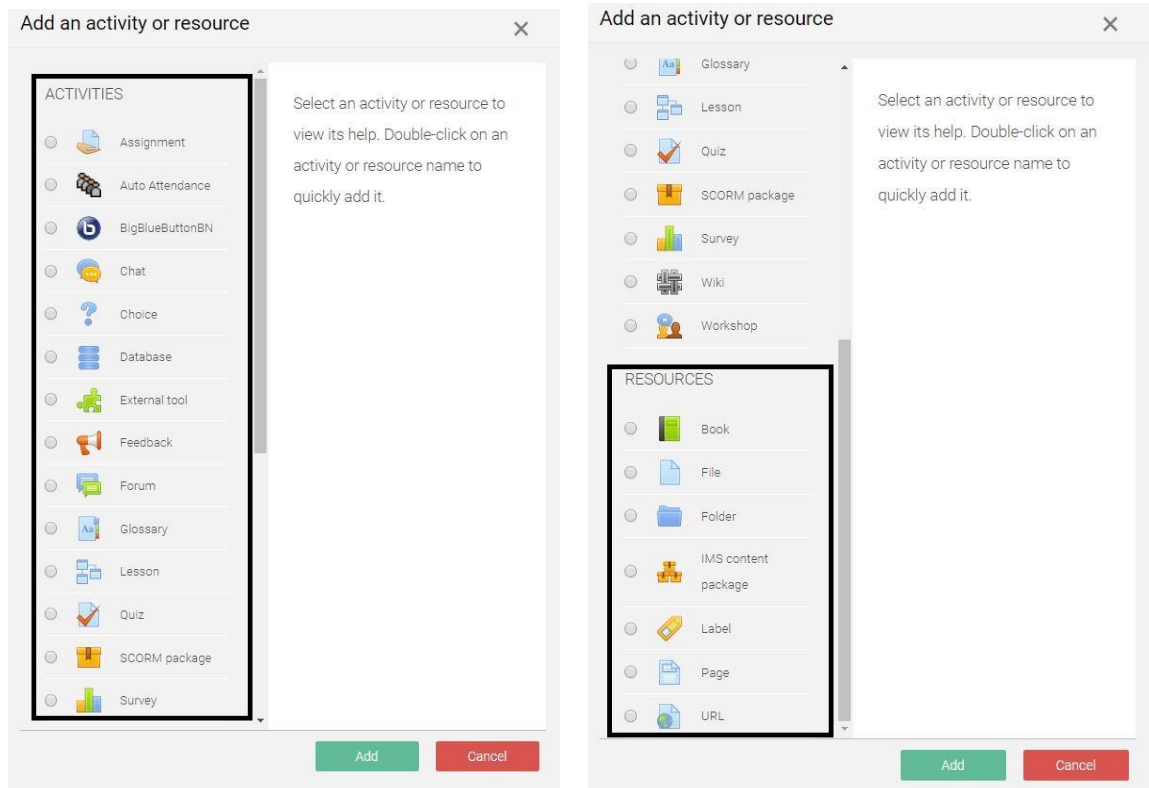 Add an activity or resource
×
ACTIVITIES
Assignment
Auto Attendance
BigBlueButtonBN
Chat
Choice
Database
External tool
Feedback
Forum
Glossary
Lesson
Quiz
SCORM package
Survey
Select an activity or resource to
view its help. Double-click on an
activity or resource name to
quickly add it.
Add
Cancel
Add an activity or resource
×
Glossary
Lesson
Quiz
SCORM package
Survey
Wiki
Workshop
RESOURCES
Book
File
Folder
IMS content
package
Label
Page
URL
Select an activity or resource to
view its help. Double-click on an
activity or resource name to
quickly add it.
Add
Cancel